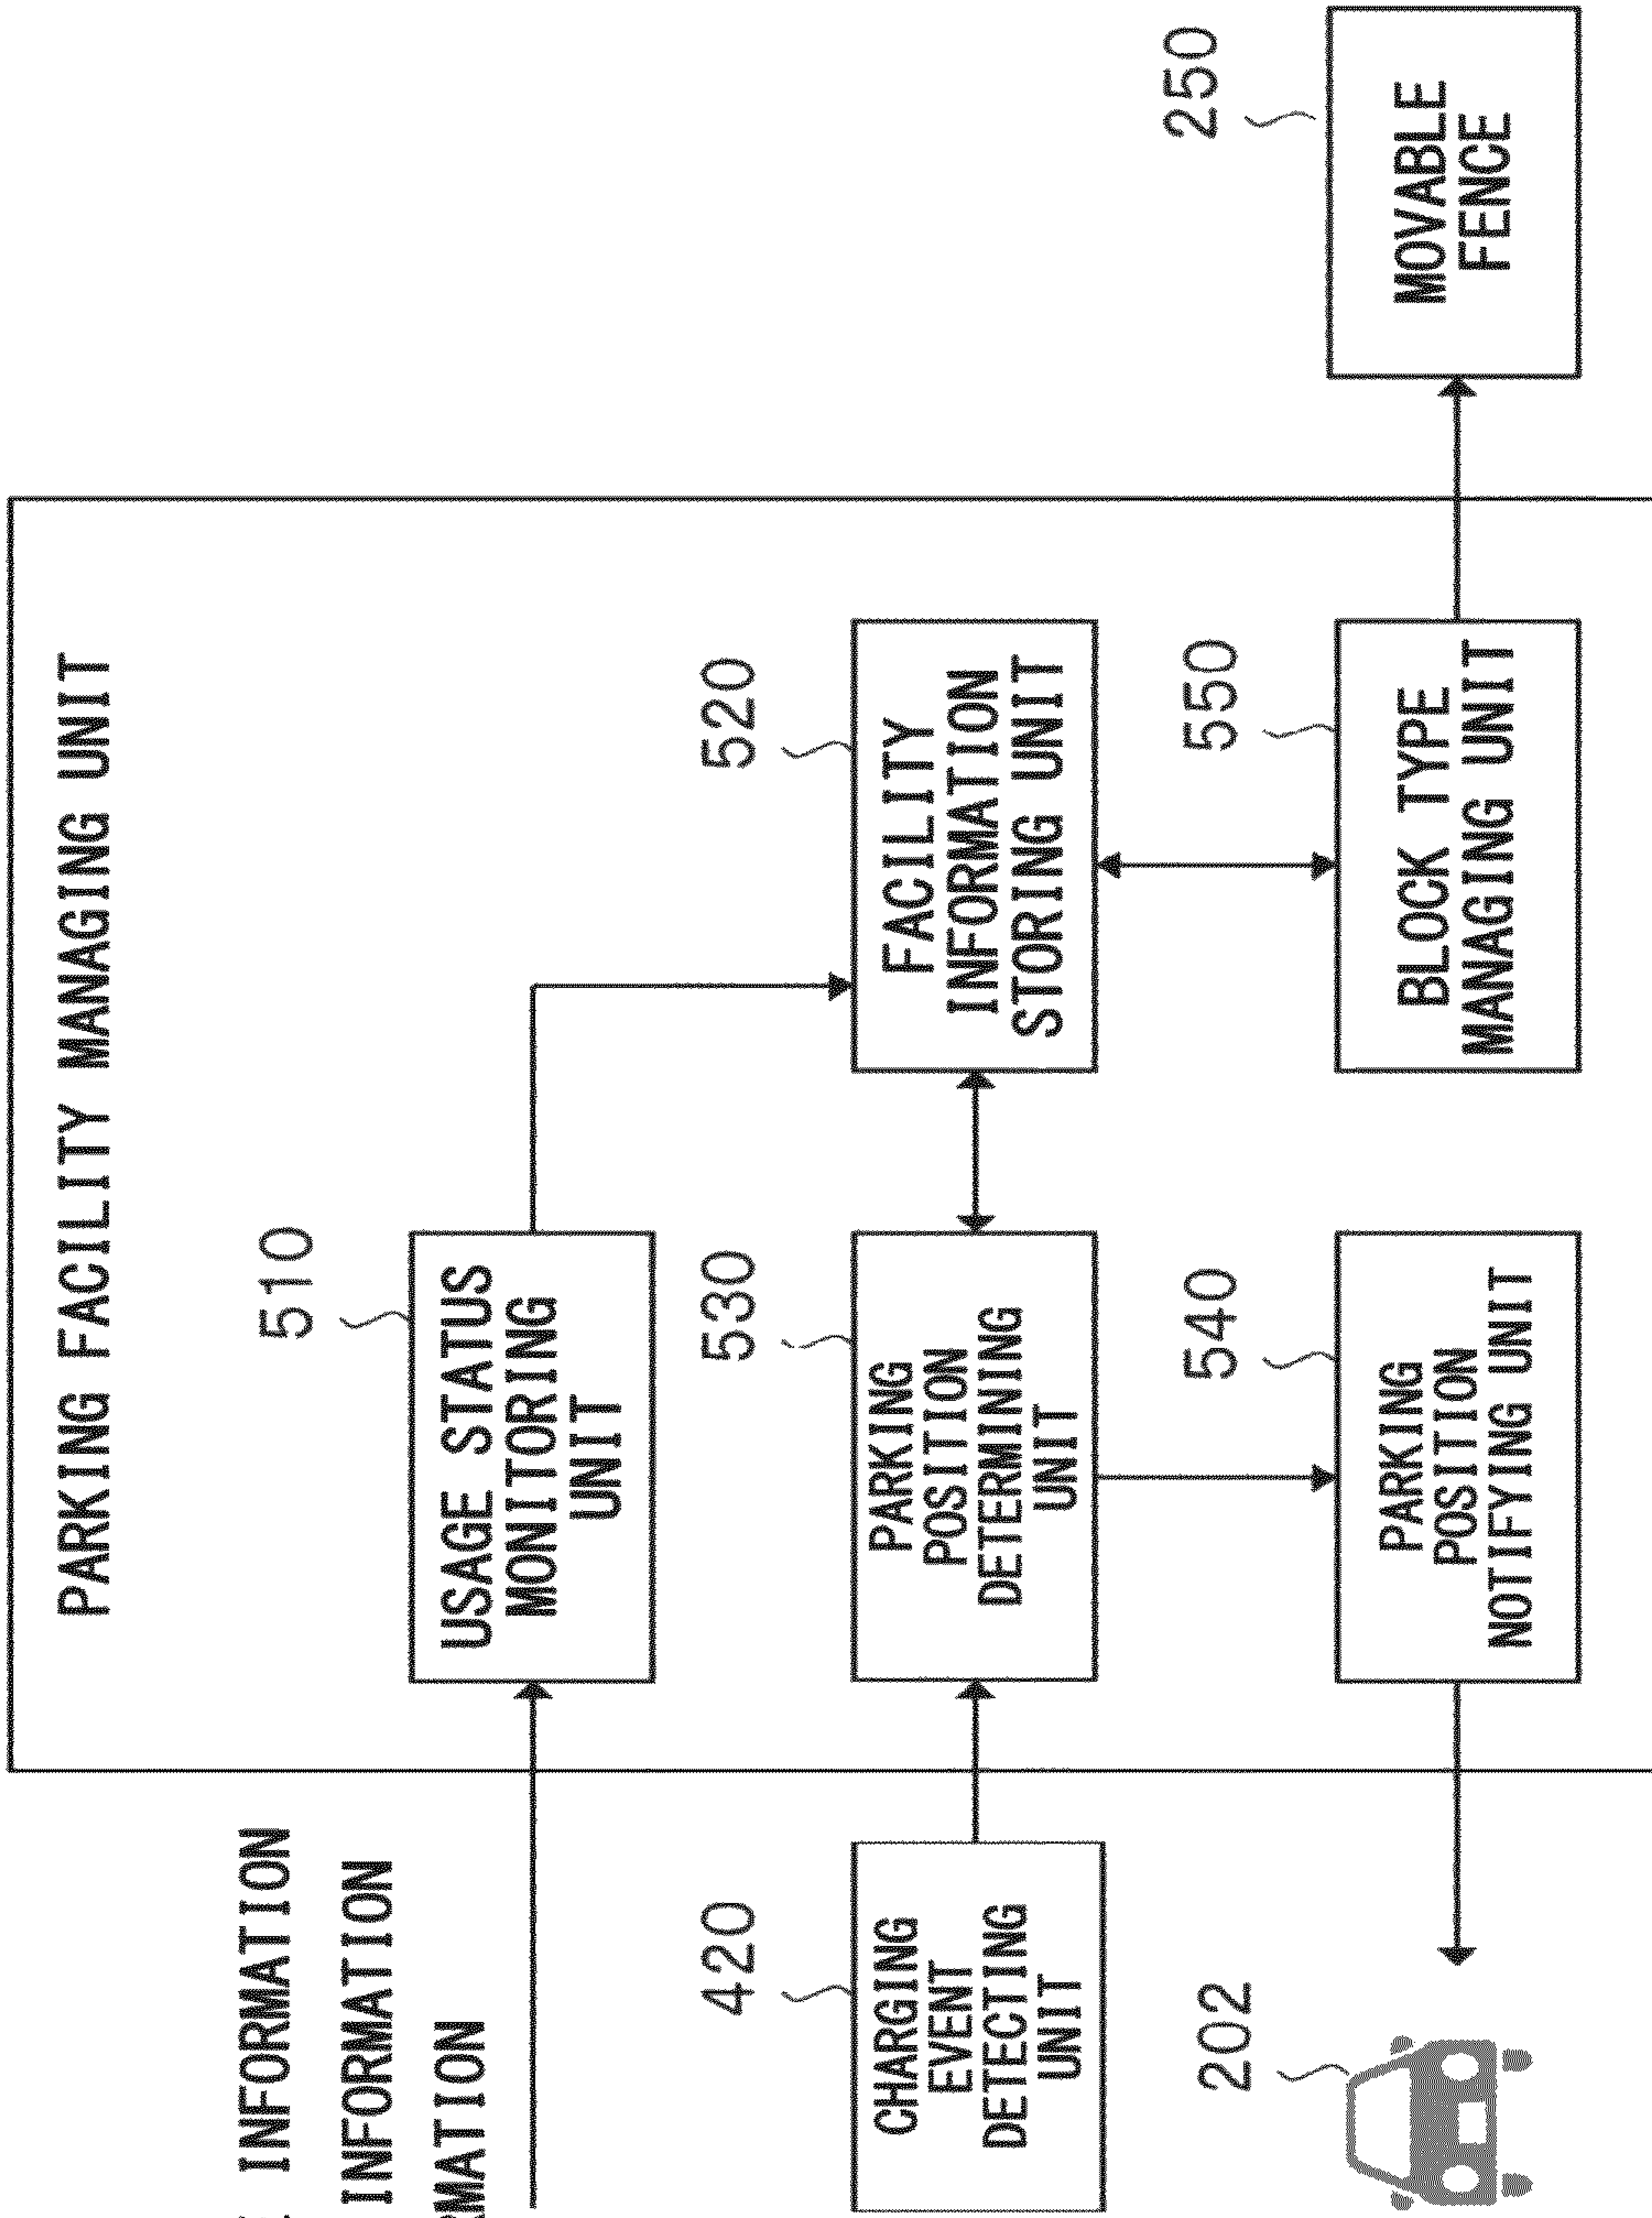 PARKING FACILITY MANAGING UNIT
INFORMATION
INFORMATION
510
USAGE STATUS
MONITORING
UNIT
420
CHARGING
EVENT
DETECTING
UNIT
530
PARKING
POSITION
DETERMINING
UNIT
520
FACILITY
INFORMATION
STORING UNIT
202
540
PARKING
POSITION
NOTIFYING UNIT
550
BLOCK TYPE
MANAGING UNIT
250
MOVABLE
FENCE